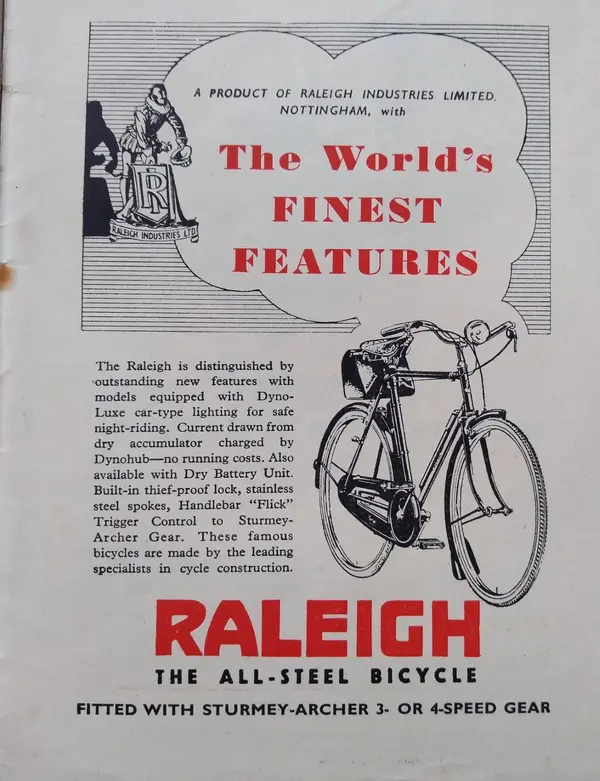 A PRODUCT OF RALEIGH INDUSTRIES LIMITED,
NOTTINGHAM, with
The World's
FINEST
FEATURES
R I
RALEIGH INDUSTRIES LTD
The Raleigh is distinguished by
outstanding new features with
models equipped with Dyno-
Luxe car-type lighting for safe
night-riding. Current drawn from
dry accumulator charged by
Dynohub—no running costs. Also
available with Dry Battery Unit.
Built-in thief-proof lock, stainless
steel spokes, Handlebar "Flick"
Trigger Control to Sturmey-
Archer Gear. These famous
bicycles are made by the leading
specialists in cycle construction.
RALEIGH
THE ALL-STEEL BICYCLE
FITTED WITH STURMEY-ARCHER 3- OR 4-SPEED GEAR